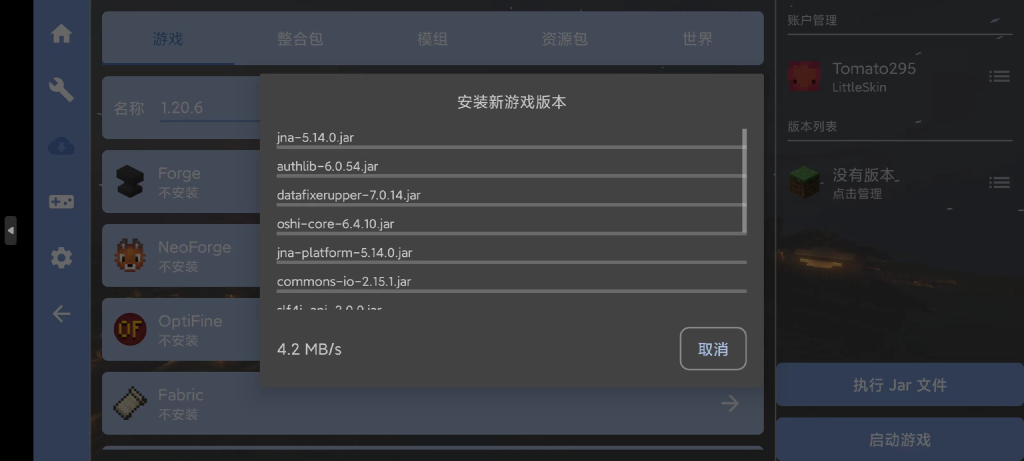 游戏
整合包
模组
资源包
世界
名称 1.20.6
Forge
不安装
NeoForge
不安装
OptiFine
不安装
Fabric
不安装
安装新游戏版本
jna-5.14.0.jar
authlib-6.0.54.jar
datafixerupper-7.0.14.jar
oshi-core-6.4.10.jar
jna-platform-5.14.0.jar
commons-io-2.15.1.jar
4.2 MB/s
取消
账户管理
Tomato295
LittleSkin
版本列表
没有版本
点击管理
执行 Jar 文件
启动游戏